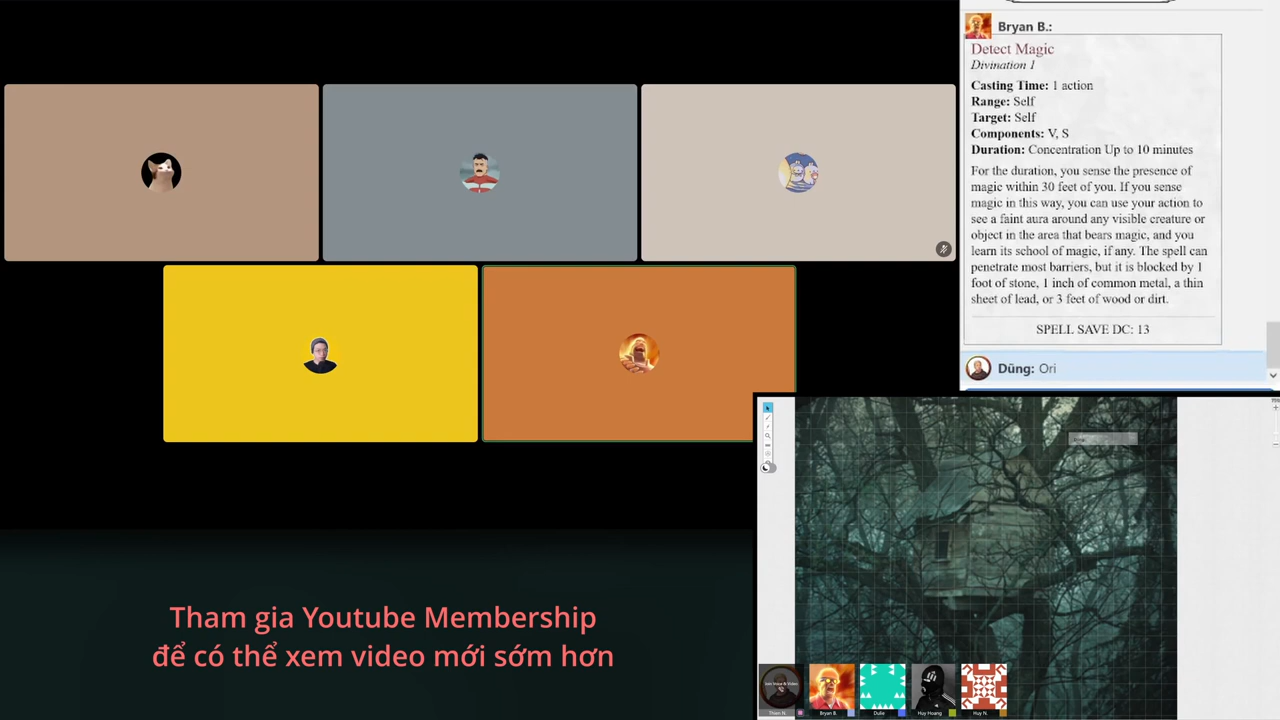 Bryan B.:
Detect Magic
Divination 1
Casting Time: 1 action
Range: Self
Target: Self
Components: V, S
Duration: Concentration Up to 10 minutes
For the duration, you sense the presence of
magic within 30 feet of you. If you sense
magic in this way, you can use your action to
see a faint aura around any visible creature or
object in the area that bears magic, and you
learn its school of magic, if any. The spell can
penetrate most barriers, but it is blocked by 1
foot of stone, 1 inch of common metal, a thin
sheet of lead, or 3 feet of wood or dirt.
SPELL SAVE DC: 13
Dũng: Ori
Tham gia Youtube Membership
để có thể xem video mới sớm hơn
Thien N.
Bryan B.
Huy Hoang
Huy N.